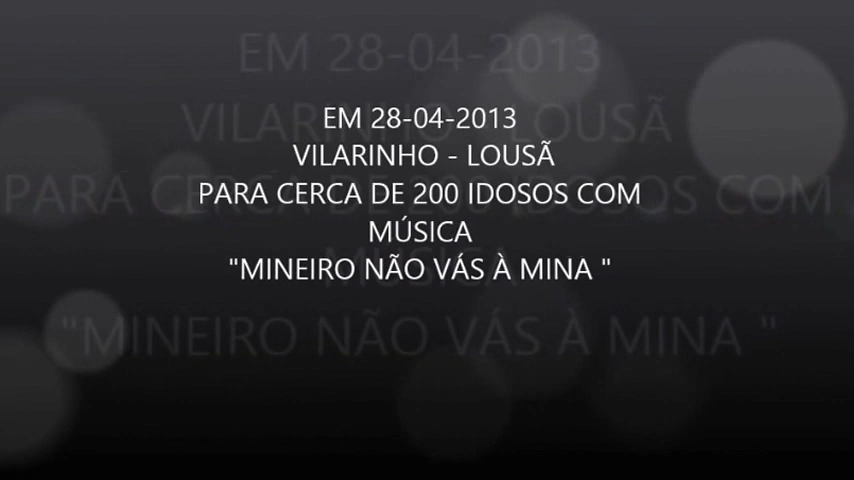 EM 28-04-2013
VILARINHO - LOUSÃ
PARA CERCA DE 200 IDOSOS COM
MÚSICA
"MINEIRO NÃO VÁS À MINA "